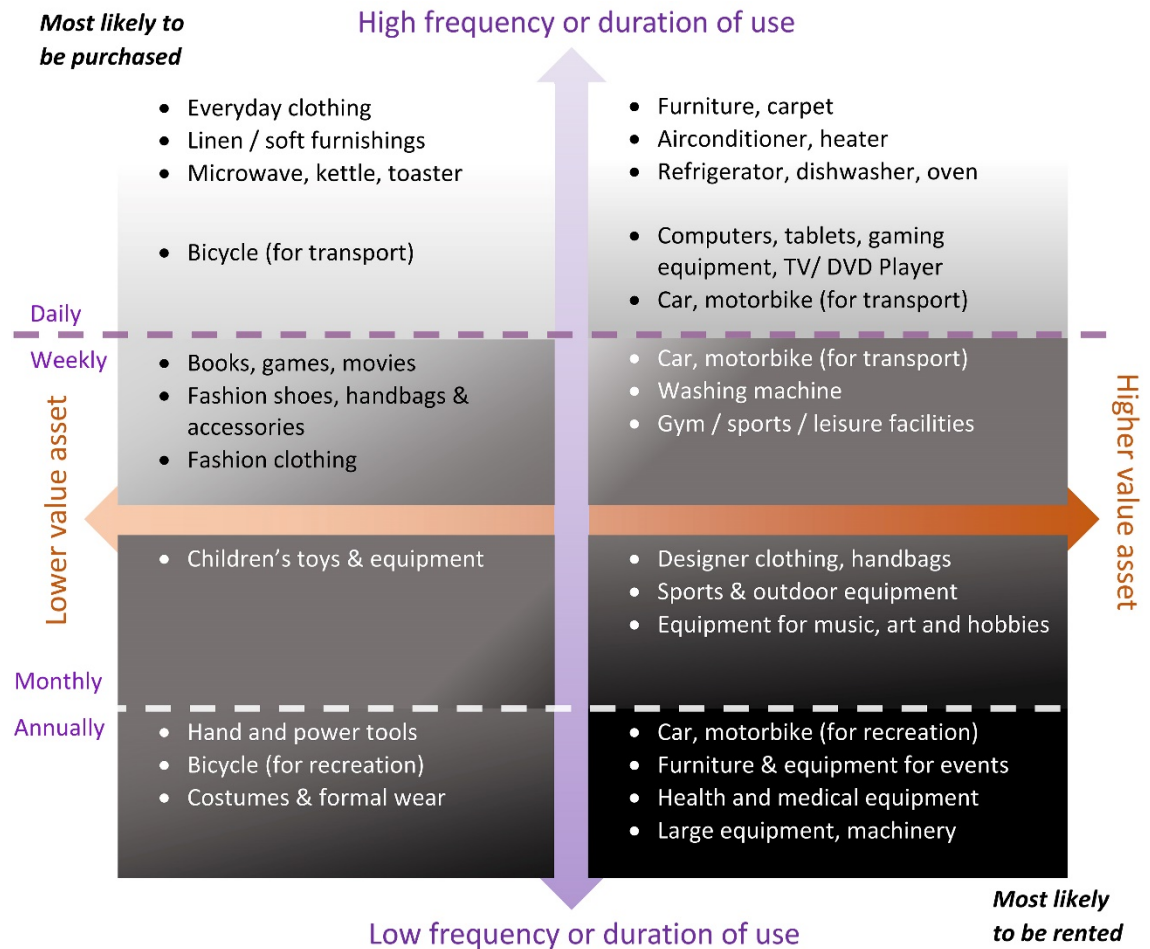 Most likely to
be purchased
High frequency or duration of use
• Everyday clothing
• Linen / soft furnishings
• Microwave, kettle, toaster
• Bicycle (for transport)
• Furniture, carpet
• Airconditioner, heater
• Refrigerator, dishwasher, oven
• Computers, tablets, gaming
equipment, TV/ DVD Player
• Car, motorbike (for transport)
Daily
Weekly
• Books, games, movies
• Fashion shoes, handbags &
accessories
• Fashion clothing
• Car, motorbike (for transport)
• Washing machine
• Gym / sports / leisure facilities
Lower value asset
Higher value asset
• Children’s toys & equipment
• Designer clothing, handbags
• Sports & outdoor equipment
• Equipment for music, art and hobbies
Monthly
Annually
• Hand and power tools
• Bicycle (for recreation)
• Costumes & formal wear
• Car, motorbike (for recreation)
• Furniture & equipment for events
• Health and medical equipment
• Large equipment, machinery
Low frequency or duration of use
Most likely
to be rented